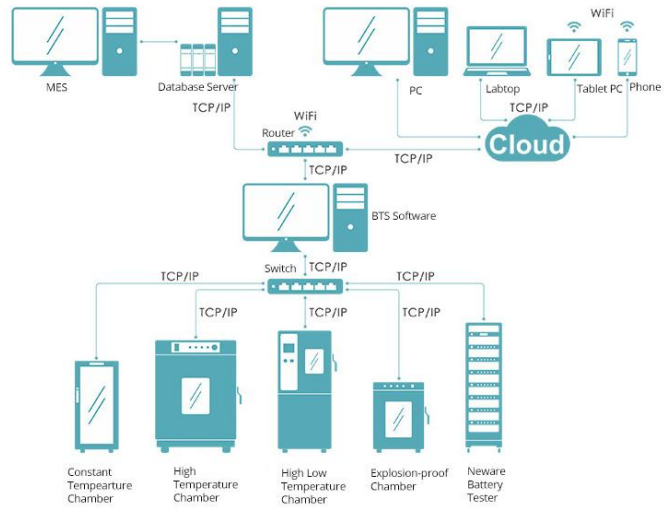 WiFi
MES
Database Server
PC
Labtop
Tablet PC
Phone
TCP/IP
WiFi
TCP/IP
Router
Cloud
TCP/IP
TCP/IP
BTS Software
Switch
TCP/IP
TCP/IP
TCP/IP
TCP/IP
TCP/IP
TCP/IP
Constant
Tempearture
Chamber
High
Temperature
Chamber
High Low
Temperature
Chamber
Explosion-proof
Chamber
Neware
Battery
Tester